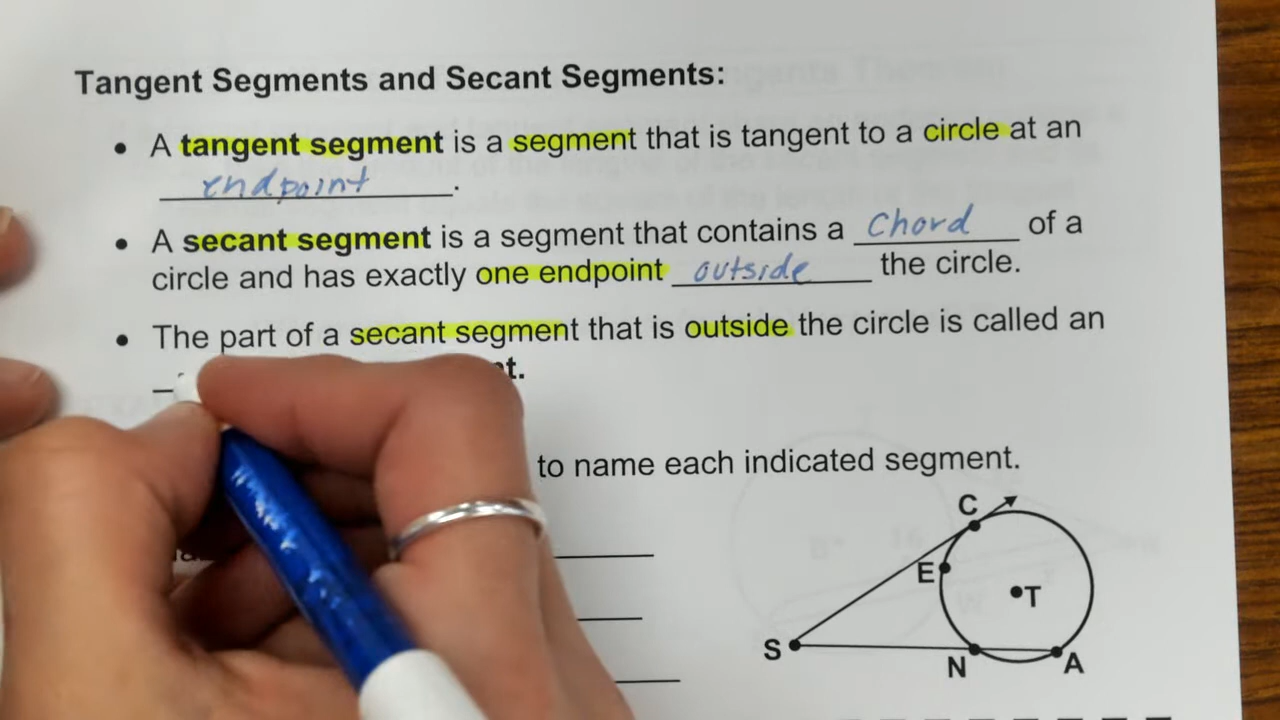 Tangent Segments and Secant Segments:
• A tangent segment is a segment that is tangent to a circle at an
endpoint.
• A secant segment is a segment that contains a Chord of a
circle and has exactly one endpoint outside the circle.
• The part of a secant segment that is outside the circle is called an
to name each indicated segment.
C
E
T
S
N
A